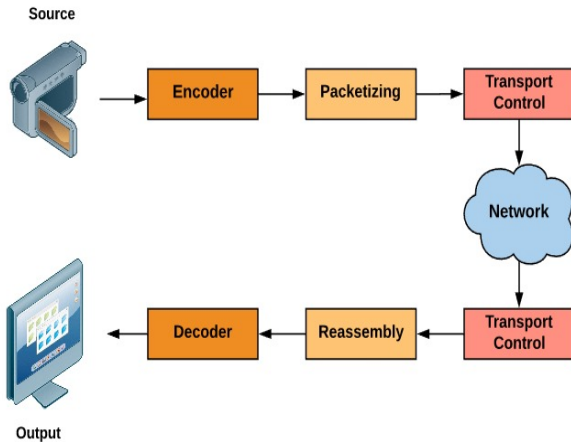 Source
Encoder
Packetizing
Transport
Control
Network
Decoder
Reassembly
Transport
Control
Output